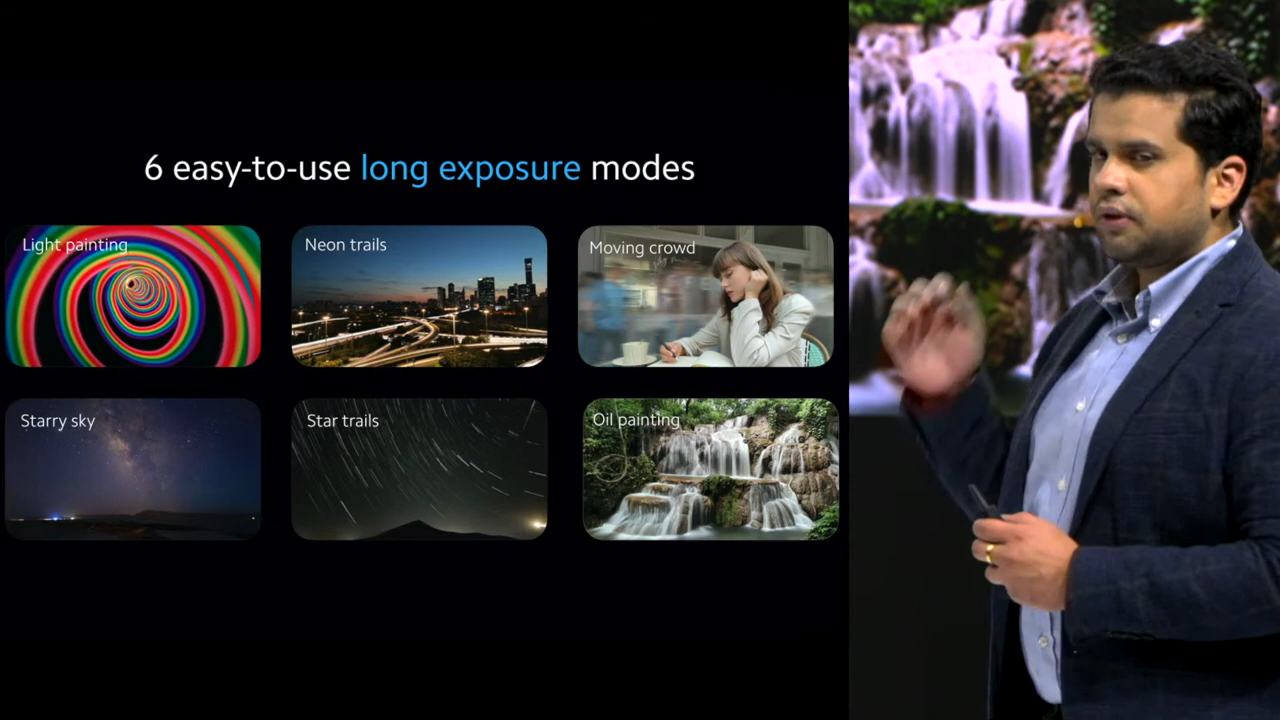 6 easy-to-use long exposure modes
Light painting
Neon trails
Moving crowd
Starry sky
Star trails
Oil painting